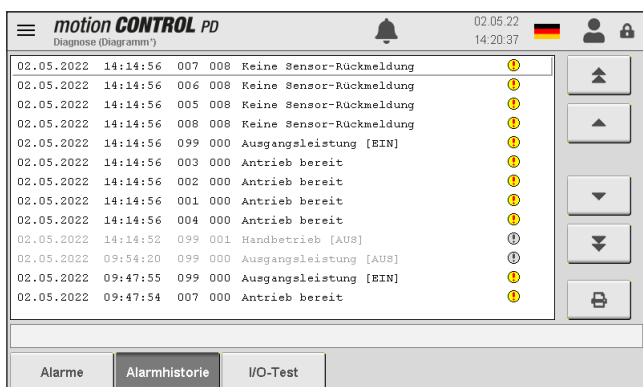 motion CONTROL PD
Diagnose (Diagramm*)
02.05.22
14:20:37
02.05.2022 14:14:56 007 008 Keine Sensor-Rückmeldung
02.05.2022 14:14:56 006 008 Keine Sensor-Rückmeldung
02.05.2022 14:14:56 005 008 Keine Sensor-Rückmeldung
02.05.2022 14:14:56 008 008 Keine Sensor-Rückmeldung
02.05.2022 14:14:56 099 000 Ausgangsleistung [EIN]
02.05.2022 14:14:56 003 000 Antrieb bereit
02.05.2022 14:14:56 002 000 Antrieb bereit
02.05.2022 14:14:56 001 000 Antrieb bereit
02.05.2022 14:14:56 004 000 Antrieb bereit
02.05.2022 14:14:52 099 001 Handbetrieb [AUS]
02.05.2022 09:54:20 099 000 Ausgangsleistung [AUS]
02.05.2022 09:47:55 099 000 Ausgangsleistung [EIN]
02.05.2022 09:47:54 007 000 Antrieb bereit
Alarme
Alarmhistorie
I/O-Test